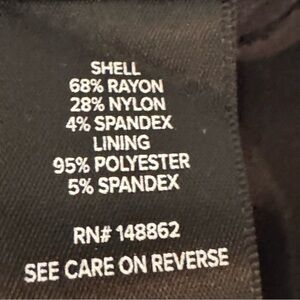 SHELL
68% RAYON
28% NYLON
4% SPANDEX
LINING
95% POLYESTER
5% SPANDEX
RN# 148862
SEE CARE ON REVERSE